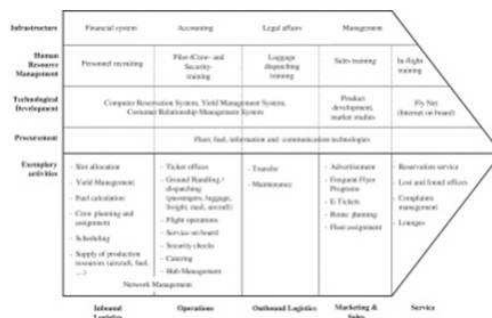 Infrastructure Financial system Accounting Legal affairs Management
Human
Resource
Management
Personnel recruiting
Pilot-/Crew- and
Security-
training
Luggage
dispatching
training
Sales training
In-flight
training
Technological
Development
Computer Reservation System, Yield Management System,
Costumer Relationship Management System
Product
development,
market studies
Fly Net
(Internet on board)
Procurement
Fleet, fuel, information and communication technologies
Exemplary
activities
- Slot allocation
- Yield Management
- Fuel calculation
- Crew planning and
assignment
- Scheduling
- Supply of production
resources (aircraft, fuel,
...)
- Ticket offices
- Ground Handling /
dispatching
(passengers, luggage,
freight, mail, aircraft)
- Flight operations
- Service on board
- Security checks
- Catering
- Hub Management
Network Management
- Transfer
- Maintenance
- Advertisement
- Frequent Flyer
Programs
- E-Tickets
- Route planning
- Fleet assignment
- Reservation service
- Lost and found offices
- Complaints
management
- Lounges
Inbound
Logistics
Operations
Outbound Logistics
Marketing &
Sales
Service